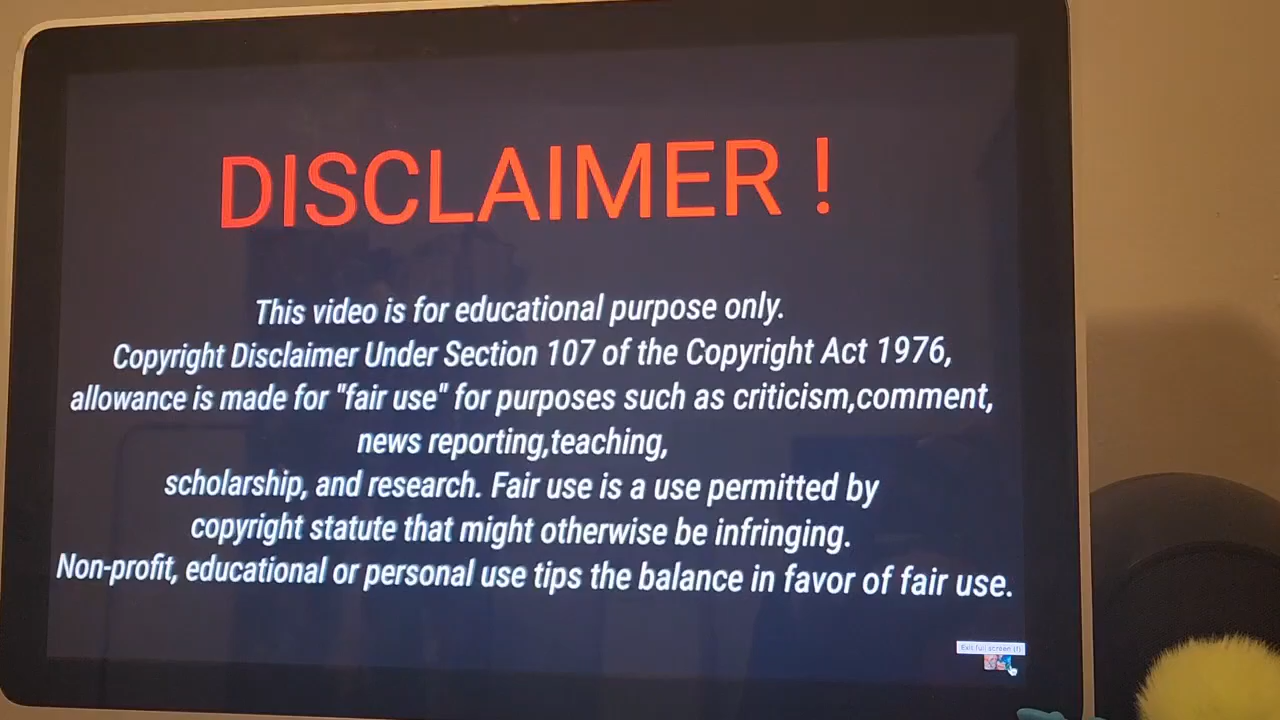 DISCLAIMER !
This video is for educational purpose only.
Copyright Disclaimer Under Section 107 of the Copyright Act 1976,
allowance is made for "fair use" for purposes such as criticism,comment,
news reporting,teaching,
scholarship, and research. Fair use is a use permitted by
copyright statute that might otherwise be infringing.
Non-profit, educational or personal use tips the balance in favor of fair use.
Exit full screen (f)